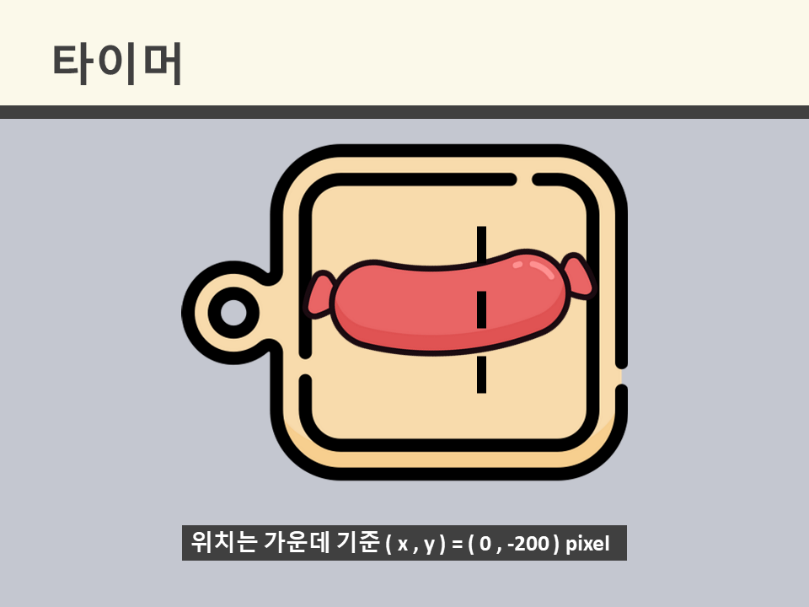 타이머
위치는 가운데 기준 ( x , y ) = ( 0 , -200 ) pixel